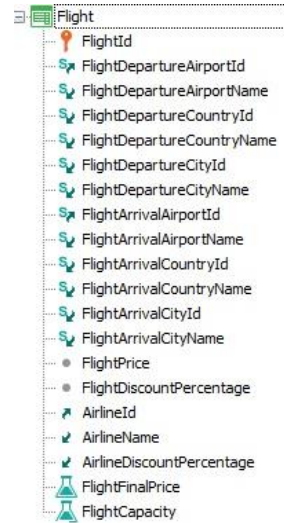 Flight
FlightId
FlightDepartureAirportId
FlightDepartureAirportName
FlightDepartureCountryId
FlightDepartureCountryName
FlightDepartureCityId
FlightDepartureCityName
FlightArrivalAirportId
FlightArrivalAirportName
FlightArrivalCountryId
FlightArrivalCountryName
FlightArrivalCityId
FlightArrivalCityName
FlightPrice
FlightDiscountPercentage
AirlineId
AirlineName
AirlineDiscountPercentage
FlightFinalPrice
FlightCapacity